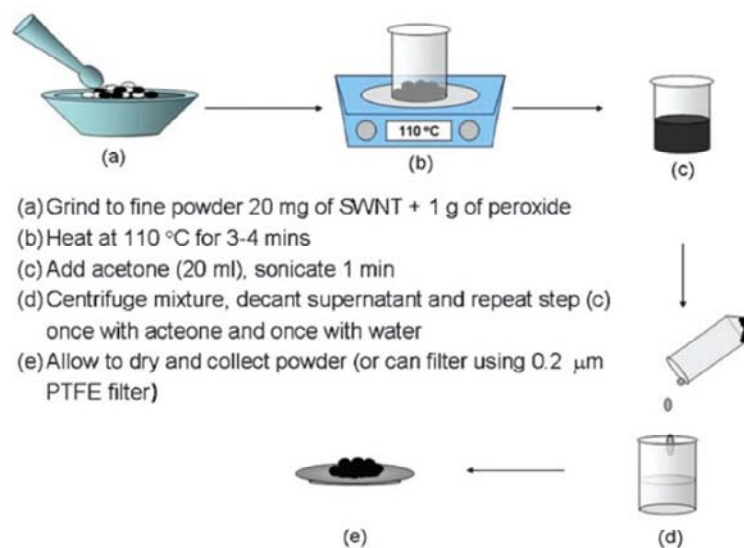 (a)
110 °C
(b)
(c)
(a) Grind to fine powder 20 mg of SWNT + 1 g of peroxide
(b) Heat at 110 °C for 3-4 mins
(c) Add acetone (20 ml), sonicate 1 min
(d) Centrifuge mixture, decant supernatant and repeat step (c)
once with acteone and once with water
(e) Allow to dry and collect powder (or can filter using 0.2 μm
PTFE filter)
(e)
(d)